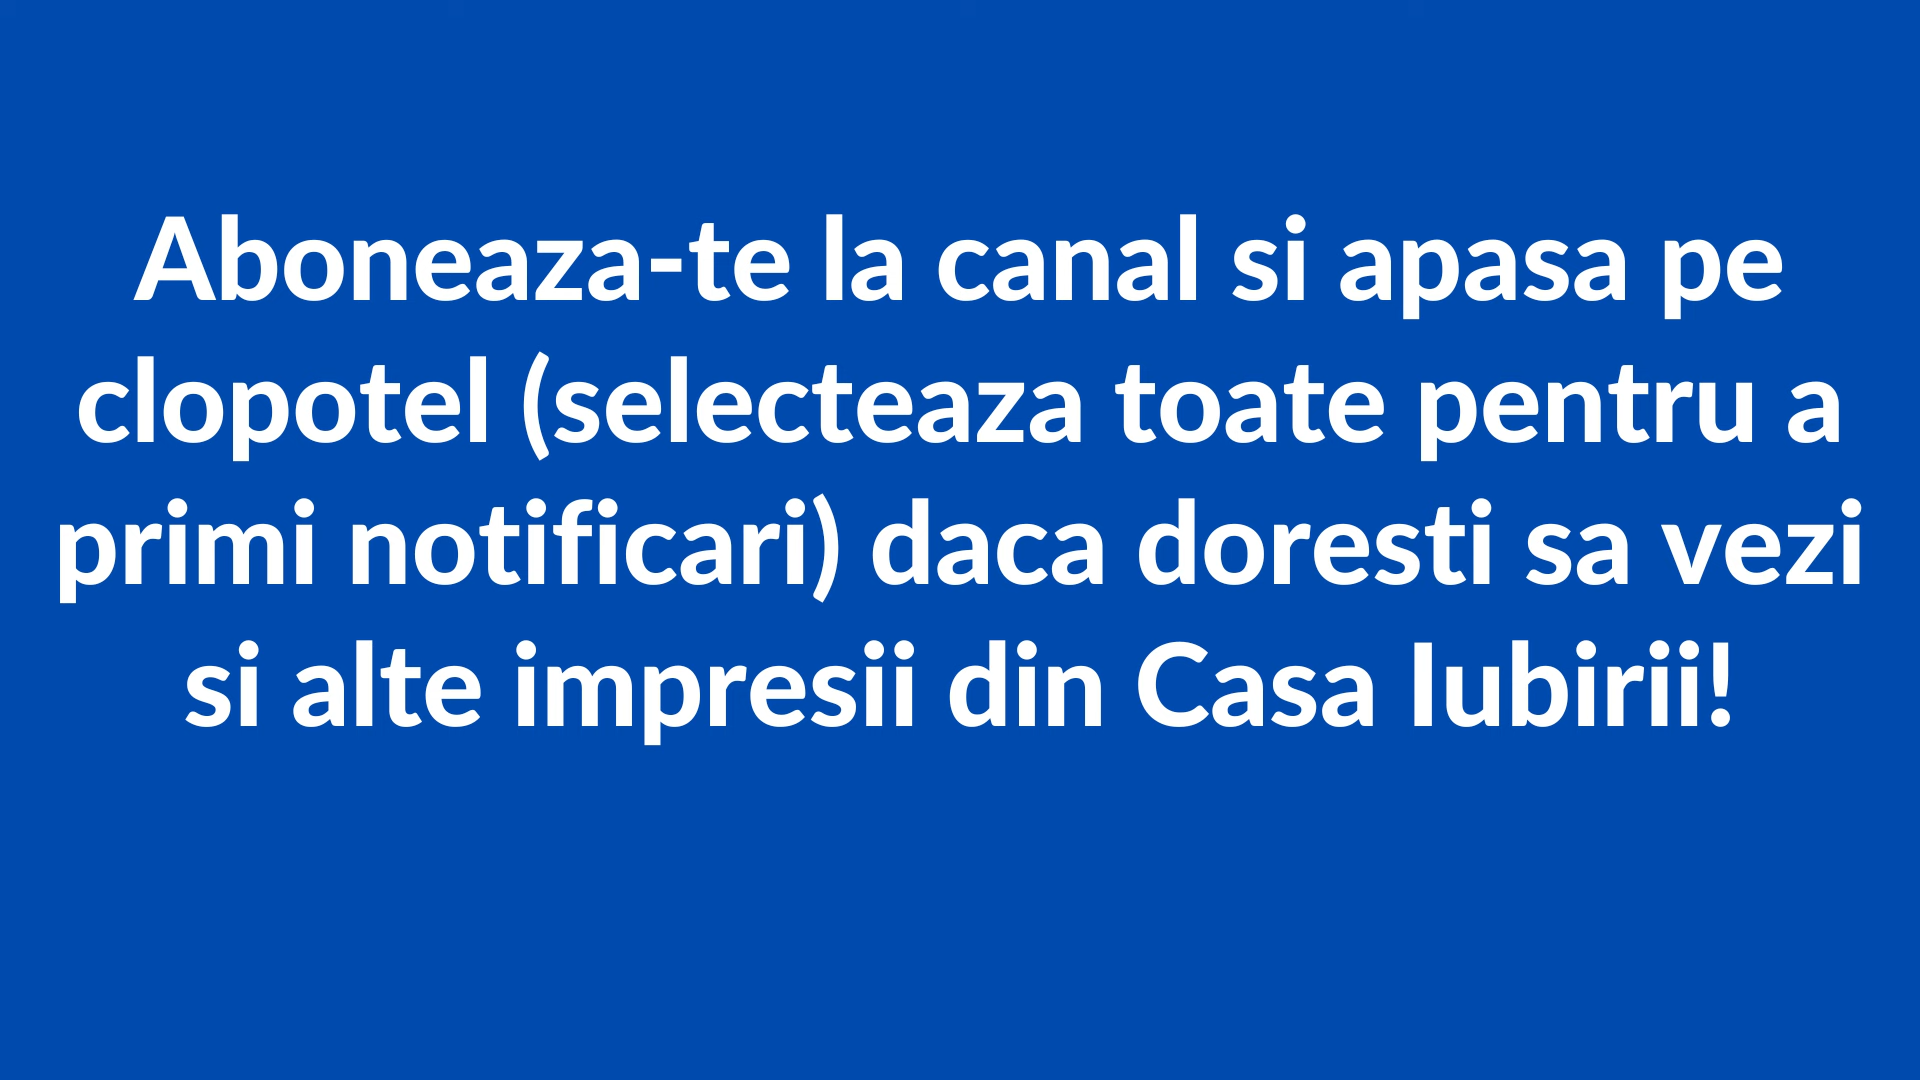 Aboneaza-te la canal si apasa pe
clopotel (selecteaza toate pentru a
primi notificari) daca doresti sa vezi
si alte impresii din Casa Iubirii!